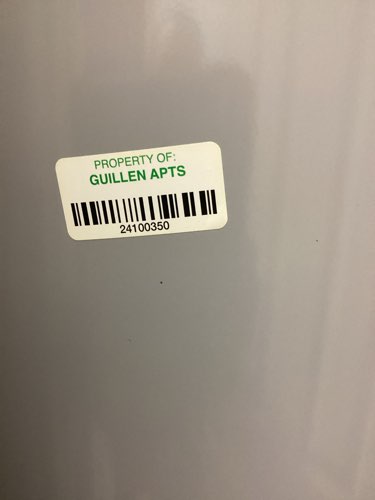 PROPERTY OF:
GUILLEN APTS
24100350